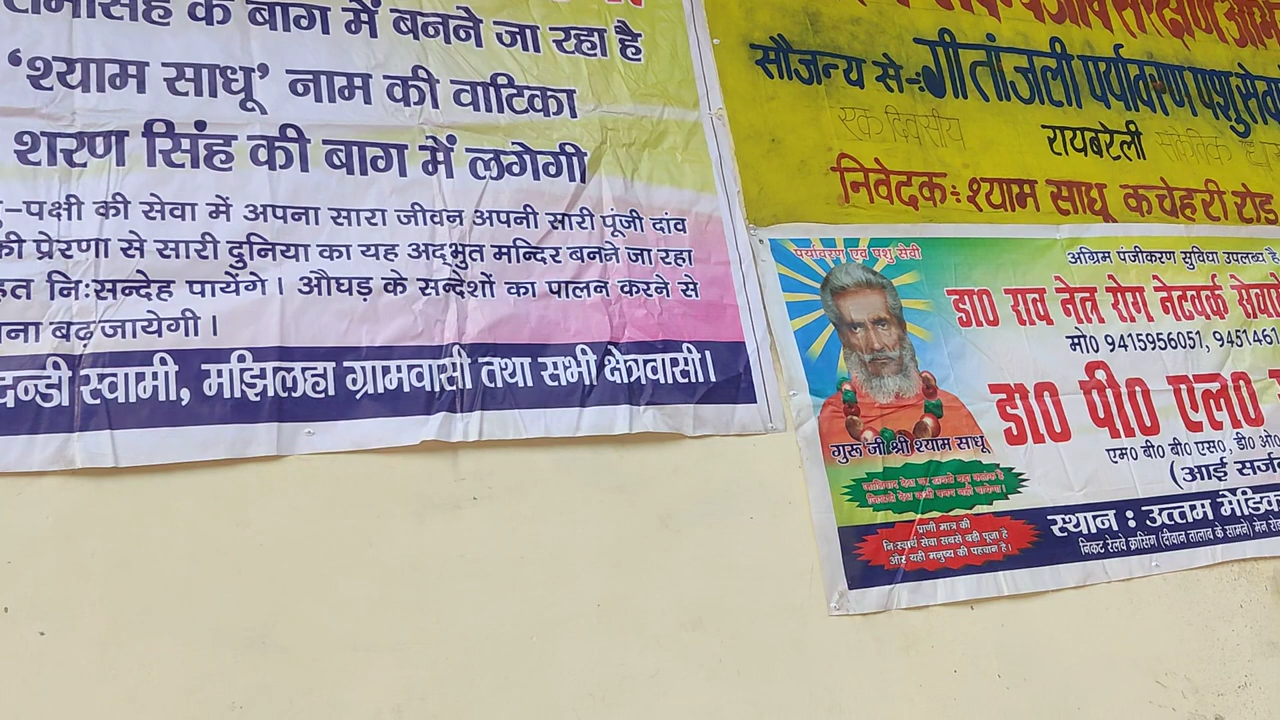 के बाग में बनने जा रहा है
‘श्याम साधू’ नाम की वाटिका
शरण सिंह की बाग में लगेगी
-पक्षी की सेवा में अपना सारा जीवन अपनी सारी पूंजी दांव
की प्रेरणा से सारी दुनिया का यह अद्भुत मन्दिर बनने जा रहा
निःसन्देह पायेंगे। औघड़ के सन्देशों का पालन करने से
बढ़ जायेगी।
दन्डी स्वामी, मझिलहा ग्रामवासी तथा सभी क्षेत्रवासी।
सौजन्य से :- गीतांजली पर्यावरण पशु सेवा
एक दिवसीय
रायबरेली
निवेदक : श्याम साधू कचेहरी रोड
पर्यावरण एवं पशु सेवी
अग्रिम पंजीकरण सुविधा उपलब्ध है
डा0 राव नेत्र रोग नेटवर्क
मो0 9415956051, 9451461
डा0 पी0 एल0
एम0 बी0 बी0 एस0, डी0 ओ0
(आई सर्जन
गुरू जी श्री श्याम साधू
प्राणी मात्र की
निःस्वार्थ सेवा सबसे बड़ी पूजा है
और यही मनुष्य की पहचान है।
स्थान : उत्तम मेडिक
निकट रेलवे क्रासिंग (दीवान तालाब के सामने) मेन रोड